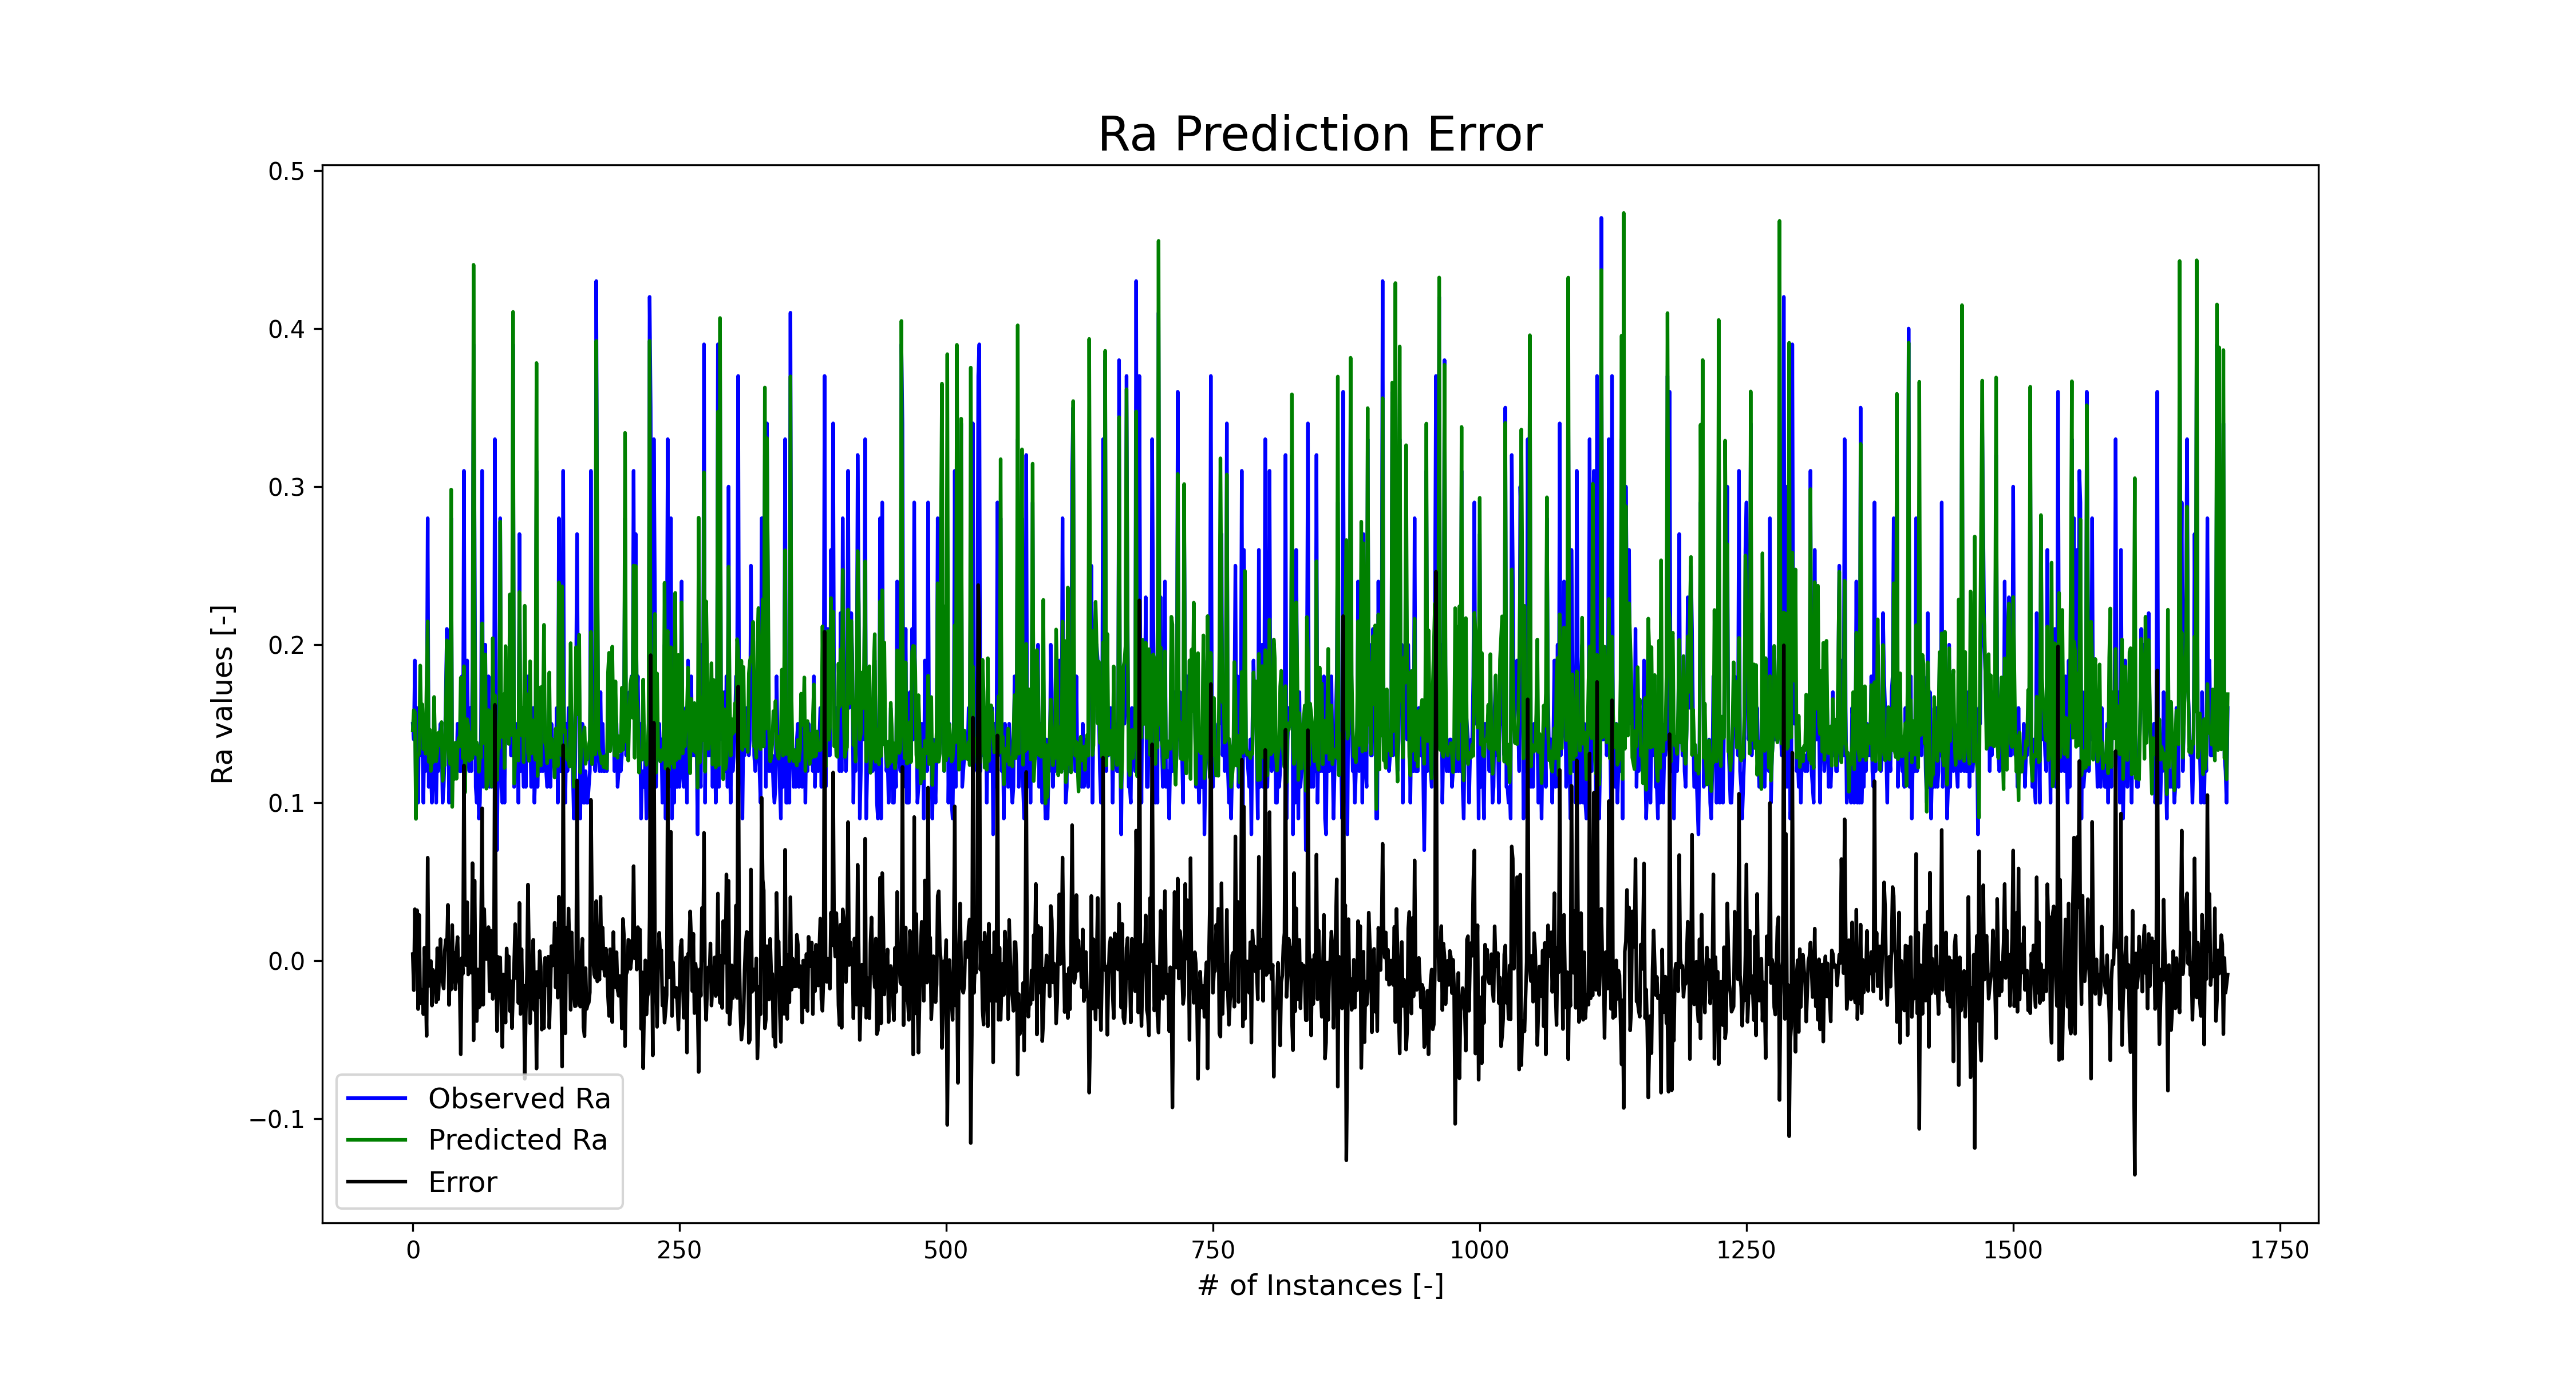 Ra Prediction Error
0.5
0.4
0.3
0.2
0.1
0.0
−0.1
Ra values [-]
Observed Ra
Predicted Ra
Error
0 250 500 750 1000 1250 1500 1750
# of Instances [-]